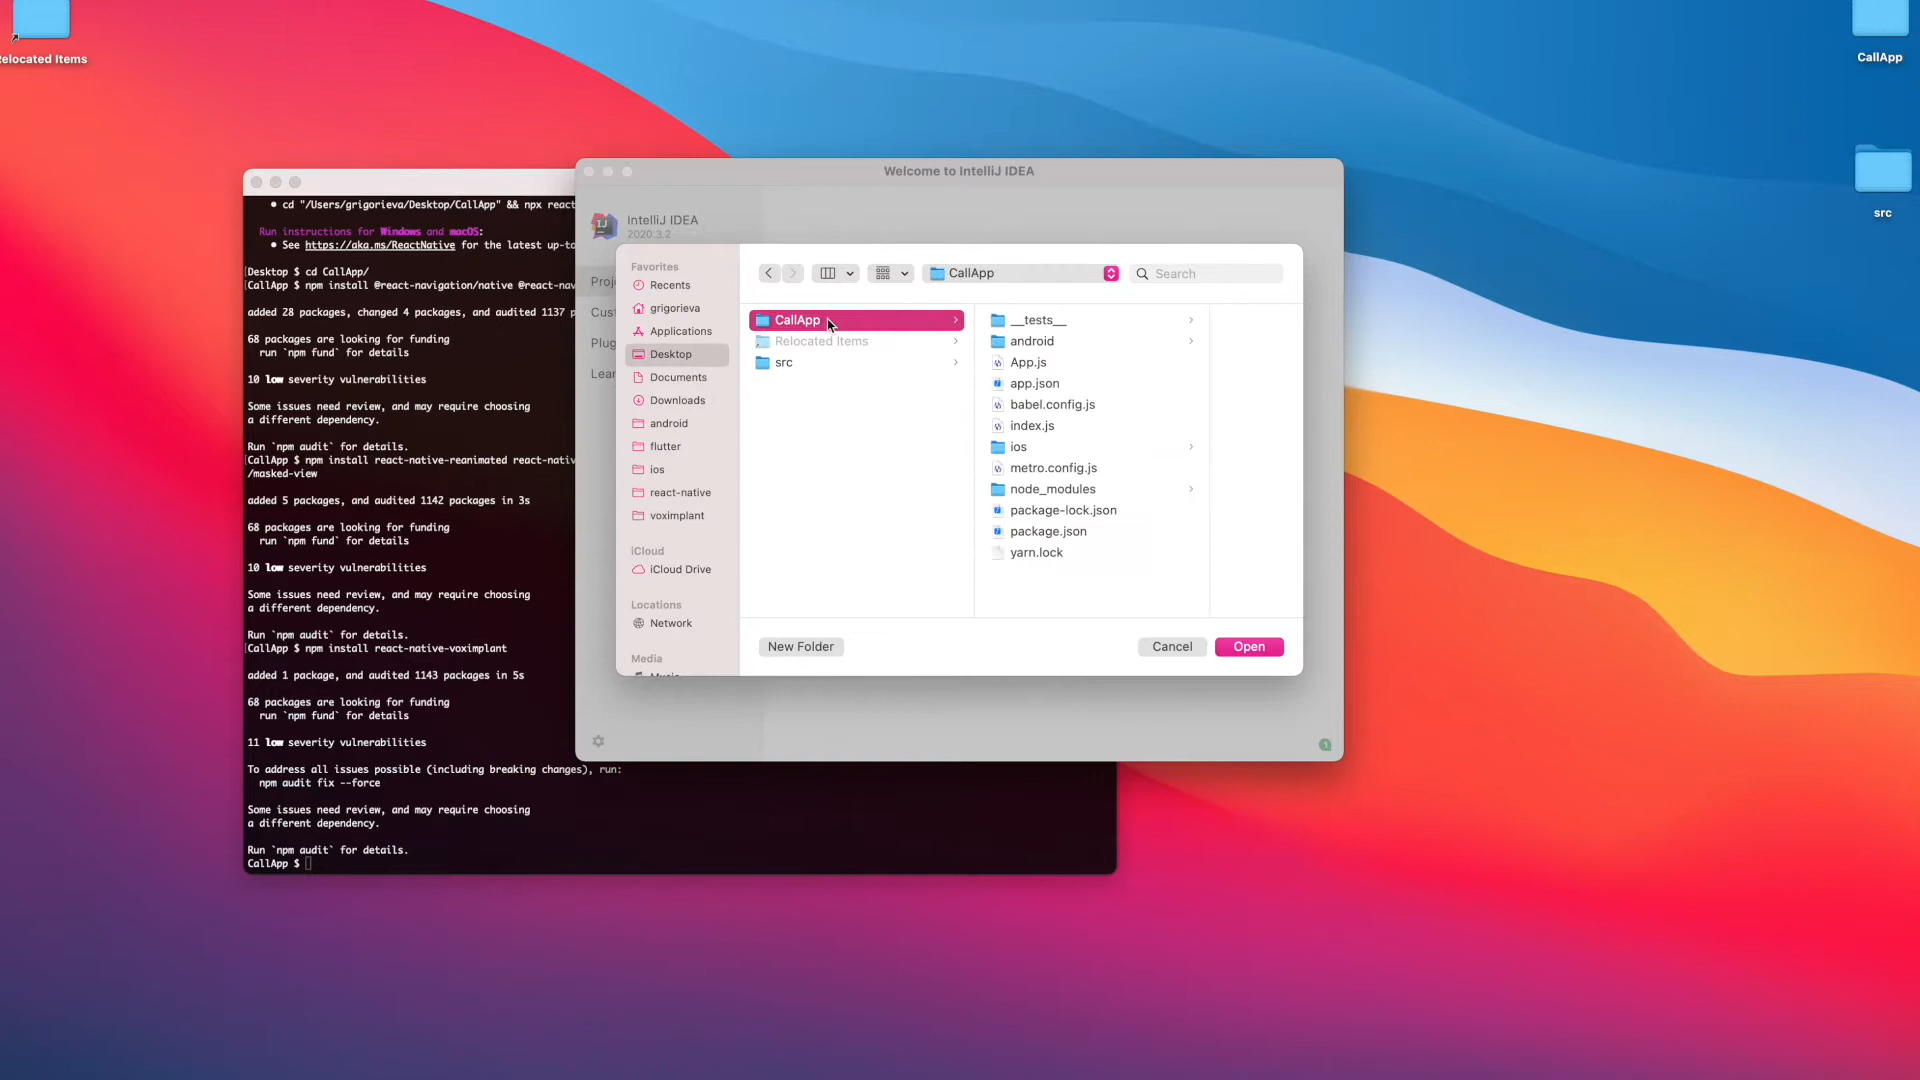 Relocated Items
CallApp
src
• cd "/Users/grigorieva/Desktop/CallApp" && npx react
Run instructions for Windows and macOS:
• See https://aka.ms/ReactNative for the latest up-to
[Desktop $ cd CallApp/
[CallApp $ npm install @react-navigation/native @react-nav
added 28 packages, changed 4 packages, and audited 1137 p
68 packages are looking for funding
run `npm fund` for details
10 low severity vulnerabilities
Some issues need review, and may require choosing
a different dependency.
Run `npm audit` for details.
[CallApp $ npm install react-native-reanimated react-nativ
/masked-view
added 5 packages, and audited 1142 packages in 3s
68 packages are looking for funding
run `npm fund` for details
10 low severity vulnerabilities
Some issues need review, and may require choosing
a different dependency.
Run `npm audit` for details.
[CallApp $ npm install react-native-voximplant
added 1 package, and audited 1143 packages in 5s
68 packages are looking for funding
run `npm fund` for details
11 low severity vulnerabilities
To address all issues possible (including breaking changes), run:
npm audit fix --force
Some issues need review, and may require choosing
a different dependency.
Run `npm audit` for details.
CallApp $
Welcome to IntelliJ IDEA
IntelliJ IDEA
2020.3.2
Proj
Cust
Plug
Lear
Favorites
Recents
grigorieva
Applications
Desktop
Documents
Downloads
android
flutter
ios
react-native
voximplant
iCloud
iCloud Drive
Locations
Network
Media
CallApp
Search
CallApp
Relocated Items
src
__tests__
android
App.js
app.json
babel.config.js
index.js
ios
metro.config.js
node_modules
package-lock.json
package.json
yarn.lock
New Folder
Cancel
Open
1